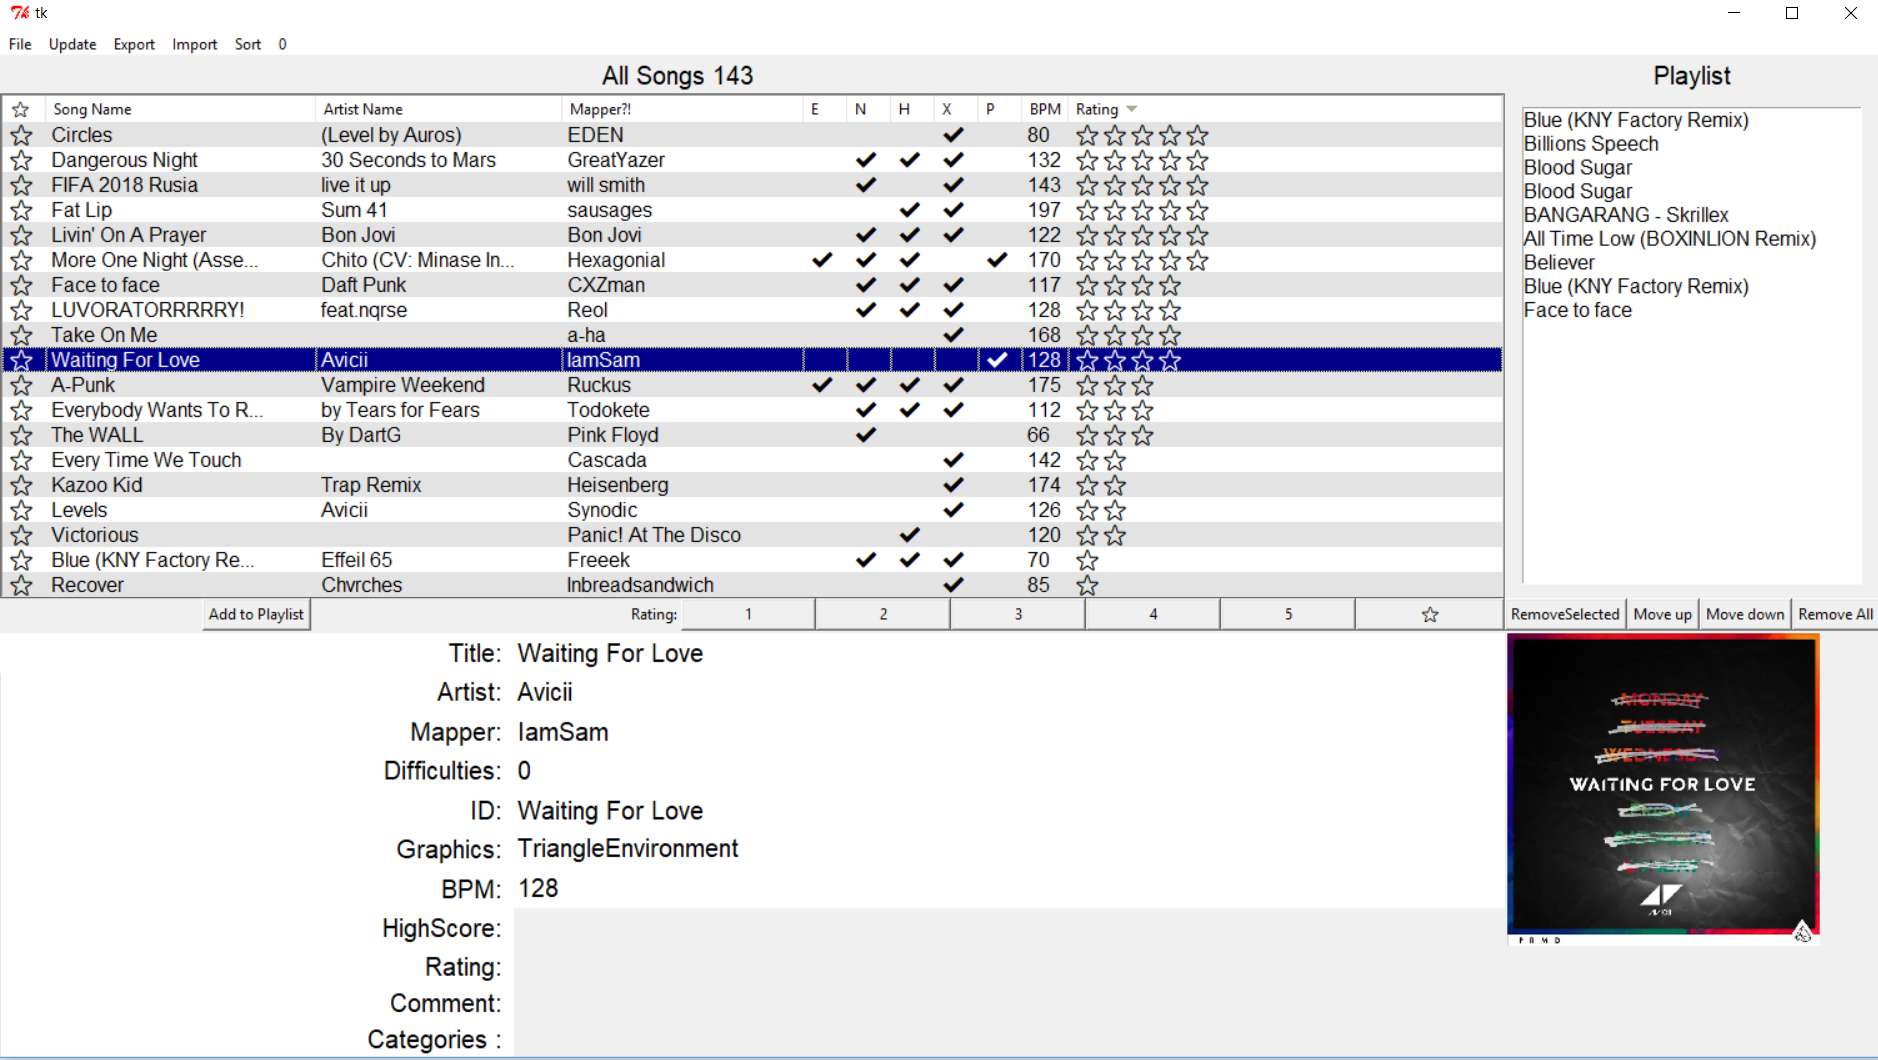 tk
File Update Export Import Sort 0
All Songs 143
Playlist
Song Name Artist Name Mapper?! E N H X P BPM Rating
Circles (Level by Auros) EDEN 80
Dangerous Night 30 Seconds to Mars GreatYazer 132
FIFA 2018 Rusia live it up will smith 143
Fat Lip Sum 41 sausages 197
Livin' On A Prayer Bon Jovi Bon Jovi 122
More One Night (Asse... Chito (CV: Minase In... Hexagonial 170
Face to face Daft Punk CXZman 117
LUVORATORRRRRY! feat.nqrse Reol 128
Take On Me a-ha 168
Waiting For Love Avicii IamSam 128
A-Punk Vampire Weekend Ruckus 175
Everybody Wants To R... by Tears for Fears Todokete 112
The WALL By DartG Pink Floyd 66
Every Time We Touch Cascada 142
Kazoo Kid Trap Remix Heisenberg 174
Levels Avicii Synodic 126
Victorious Panic! At The Disco 120
Blue (KNY Factory Re... Effeil 65 Freeek 70
Recover Chvrches Inbreadsandwich 85
Blue (KNY Factory Remix)
Billions Speech
Blood Sugar
Blood Sugar
BANGARANG - Skrillex
All Time Low (BOXINLION Remix)
Believer
Blue (KNY Factory Remix)
Face to face
Add to Playlist Rating: 1 2 3 4 5
RemoveSelected Move up Move down Remove All
Title: Waiting For Love
Artist: Avicii
Mapper: IamSam
Difficulties: 0
ID: Waiting For Love
Graphics: TriangleEnvironment
BPM: 128
HighScore:
Rating:
Comment:
Categories :
MONDAY
TUESDAY
WEDNESDAY
WAITING FOR LOVE
AVICII
P R M D